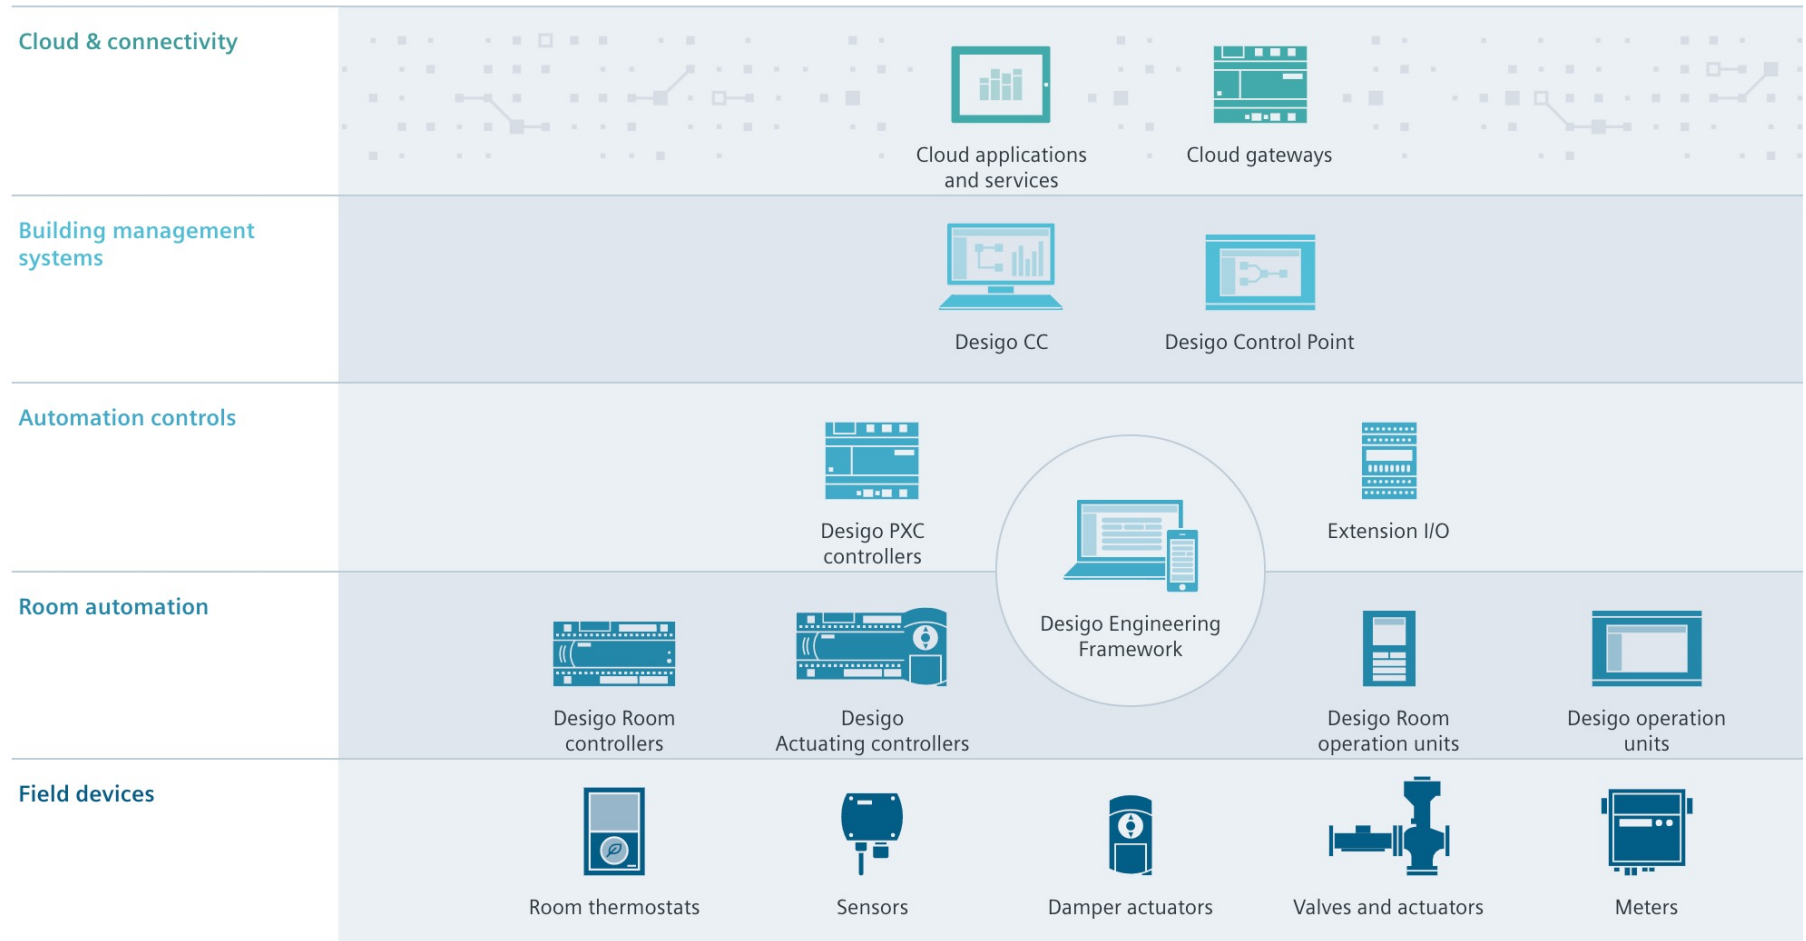 Cloud & connectivity
Cloud applications
and services
Cloud gateways
Building management
systems
Desigo CC
Desigo Control Point
Automation controls
Desigo PXC
controllers
Extension I/O
Desigo Engineering
Framework
Room automation
Desigo Room
controllers
Desigo
Actuating controllers
Desigo Room
operation units
Desigo operation
units
Field devices
Room thermostats
Sensors
Damper actuators
Valves and actuators
Meters